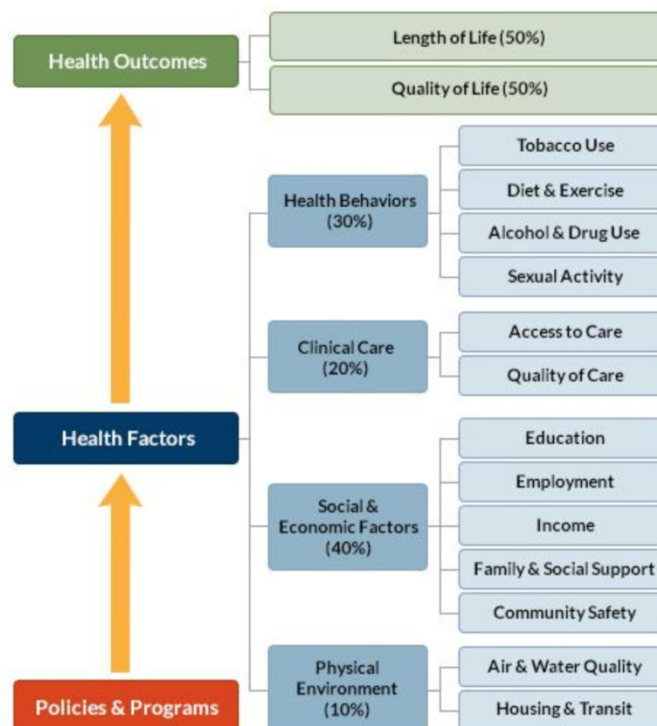 Health Outcomes
Length of Life (50%)
Quality of Life (50%)
Health Factors
Health Behaviors
(30%)
Tobacco Use
Diet & Exercise
Alcohol & Drug Use
Sexual Activity
Clinical Care
(20%)
Access to Care
Quality of Care
Social &
Economic Factors
(40%)
Education
Employment
Income
Family & Social Support
Community Safety
Physical
Environment
(10%)
Air & Water Quality
Housing & Transit
Policies & Programs